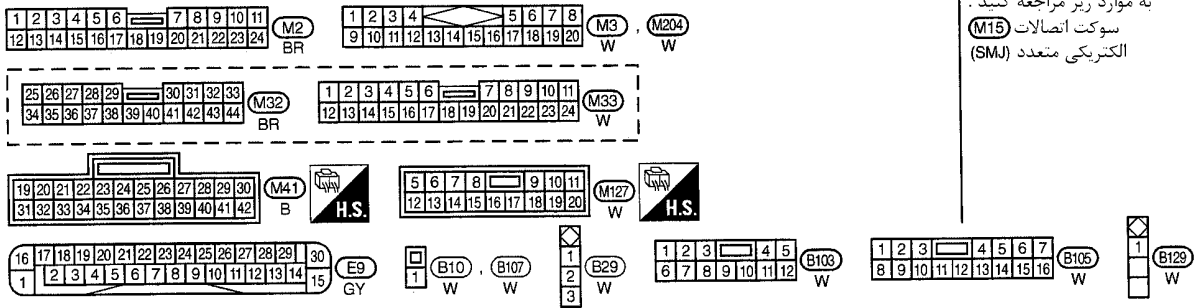 1 2 3 4 5 6 7 8 9 10 11
12 13 14 15 16 17 18 19 20 21 22 23 24
M2
BR
1 2 3 4 5 6 7 8
9 10 11 12 13 14 15 16 17 18 19 20
M3 , M204
W W
به موارد زیر مراجعه کنید .
سوکت اتصالات M15
الکتریکی متعدد (SMJ)
25 26 27 28 29 30 31 32 33
34 35 36 37 38 39 40 41 42 43 44
M32
BR
1 2 3 4 5 6 7 8 9 10 11
12 13 14 15 16 17 18 19 20 21 22 23 24
M33
W
19 20 21 22 23 24 25 26 27 28 29 30
31 32 33 34 35 36 37 38 39 40 41 42
M41
B
H.S.
5 6 7 8 9 10 11
12 13 14 15 16 17 18 19 20
M127
W
H.S.
16 17 18 19 20 21 22 23 24 25 26 27 28 29 30
1 2 3 4 5 6 7 8 9 10 11 12 13 14 15
E9
GY
1
B10 , B107
W W
1
2
3
B29
W
1 2 3 4 5
6 7 8 9 10 11 12
B103
W
1 2 3 4 5 6 7
8 9 10 11 12 13 14 15 16
B105
W
1
B129
W